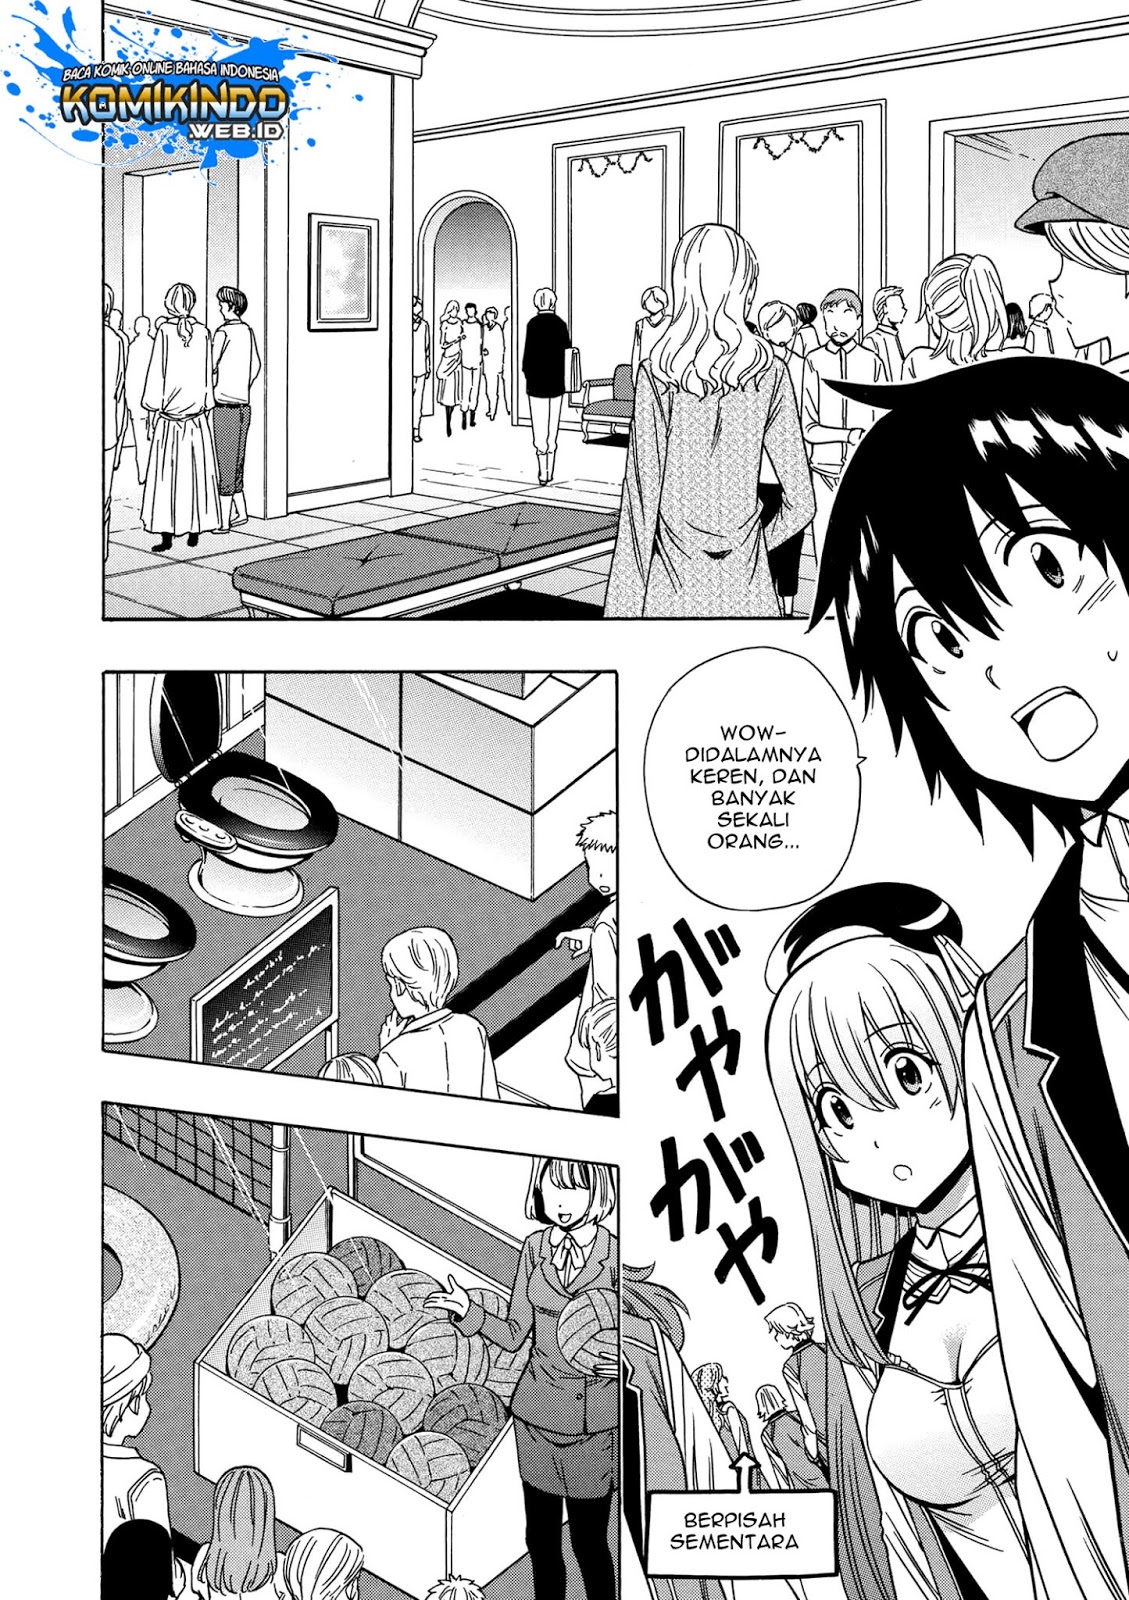 BACA KOMIK ONLINE BAHASA INDONESIA
KOMIKINDO
.WEB.ID
WOW-
DIDALAMNYA
KEREN, DAN
BANYAK
SEKALI
ORANG...
がやがや
BERPISAH
SEMENTARA